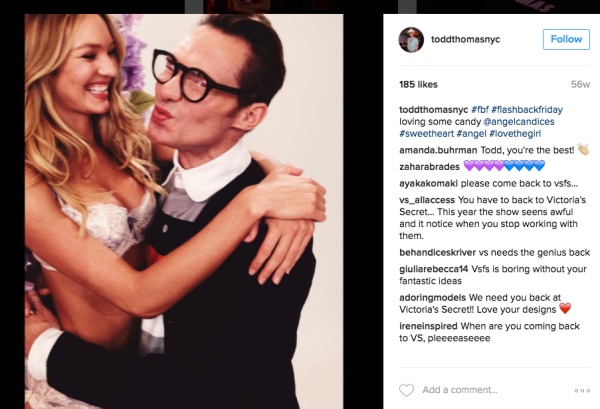 MAS
toddthomasnyc
Follow
185 likes
56w
toddthomasnyc #fbf #flashbackfriday
loving some candy @angelcandices
#sweetheart #angel #lovethegirl
amanda.buhrman Todd, you're the best! 👏🏼
zaharabrades 💜💜💜💜💜💙💙💙💙
ayakakomaki please come back to vsfs...
vs_allaccess You have to back to Victoria's
Secret... This year the show seens awful
and it notice when you stop working with
them.
behandiceskriver vs needs the genius back
giuliarebecca14 Vsfs is boring without your
fantastic ideas
adoringmodels We need you back at
Victoria's Secret!! Love your designs ❤️
ireneinspired When are you coming back
to VS, pleeeeaseeee
Add a comment...